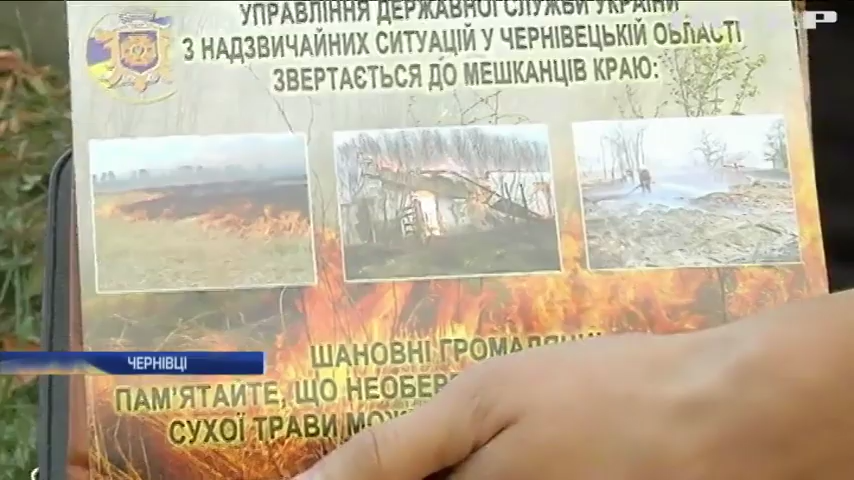 УПРАВЛІННЯ ДЕРЖАВНОЇ СЛУЖБИ УКРАЇНИ
З НАДЗВИЧАЙНИХ СИТУАЦІЙ У ЧЕРНІВЕЦЬКІЙ ОБЛАСТІ
ЗВЕРТАЄТЬСЯ ДО МЕШКАНЦІВ КРАЮ:
ЧЕРНІВЦІ
ШАНОВНІ
ПАМ'ЯТАЙТЕ, ЩО
СУХОЇ ТРАВИ